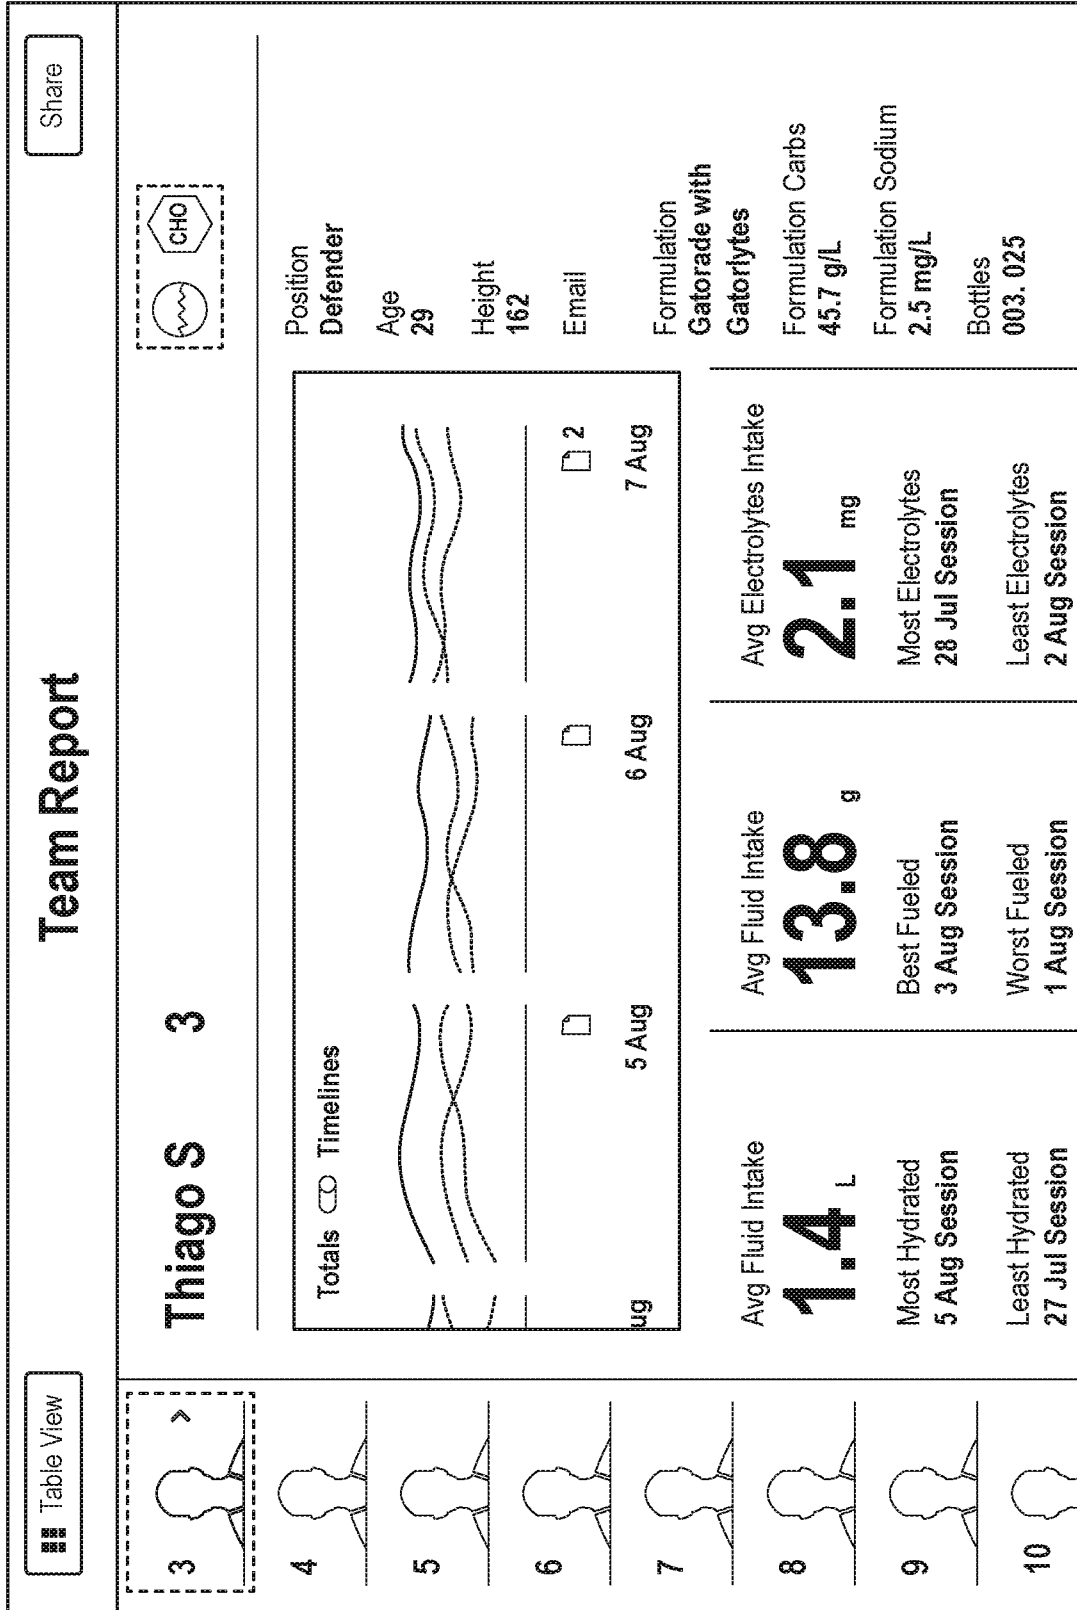 Table View
Team Report
Share
3
4
5
6
7
8
9
10
Thiago S 3
CHO
Totals Timelines
ug
5 Aug
6 Aug
2
7 Aug
Position
Defender
Age
29
Height
162
Email
Formulation
Gatorade with
Gatorlytes
Formulation Carbs
45.7 g/L
Formulation Sodium
2.5 mg/L
Bottles
003. 025
Avg Fluid Intake
1.4 L
Most Hydrated
5 Aug Session
Least Hydrated
27 Jul Session
Avg Fluid Intake
13.8 g
Best Fueled
3 Aug Session
Worst Fueled
1 Aug Session
Avg Electrolytes Intake
2.1 mg
Most Electrolytes
28 Jul Session
Least Electrolytes
2 Aug Session